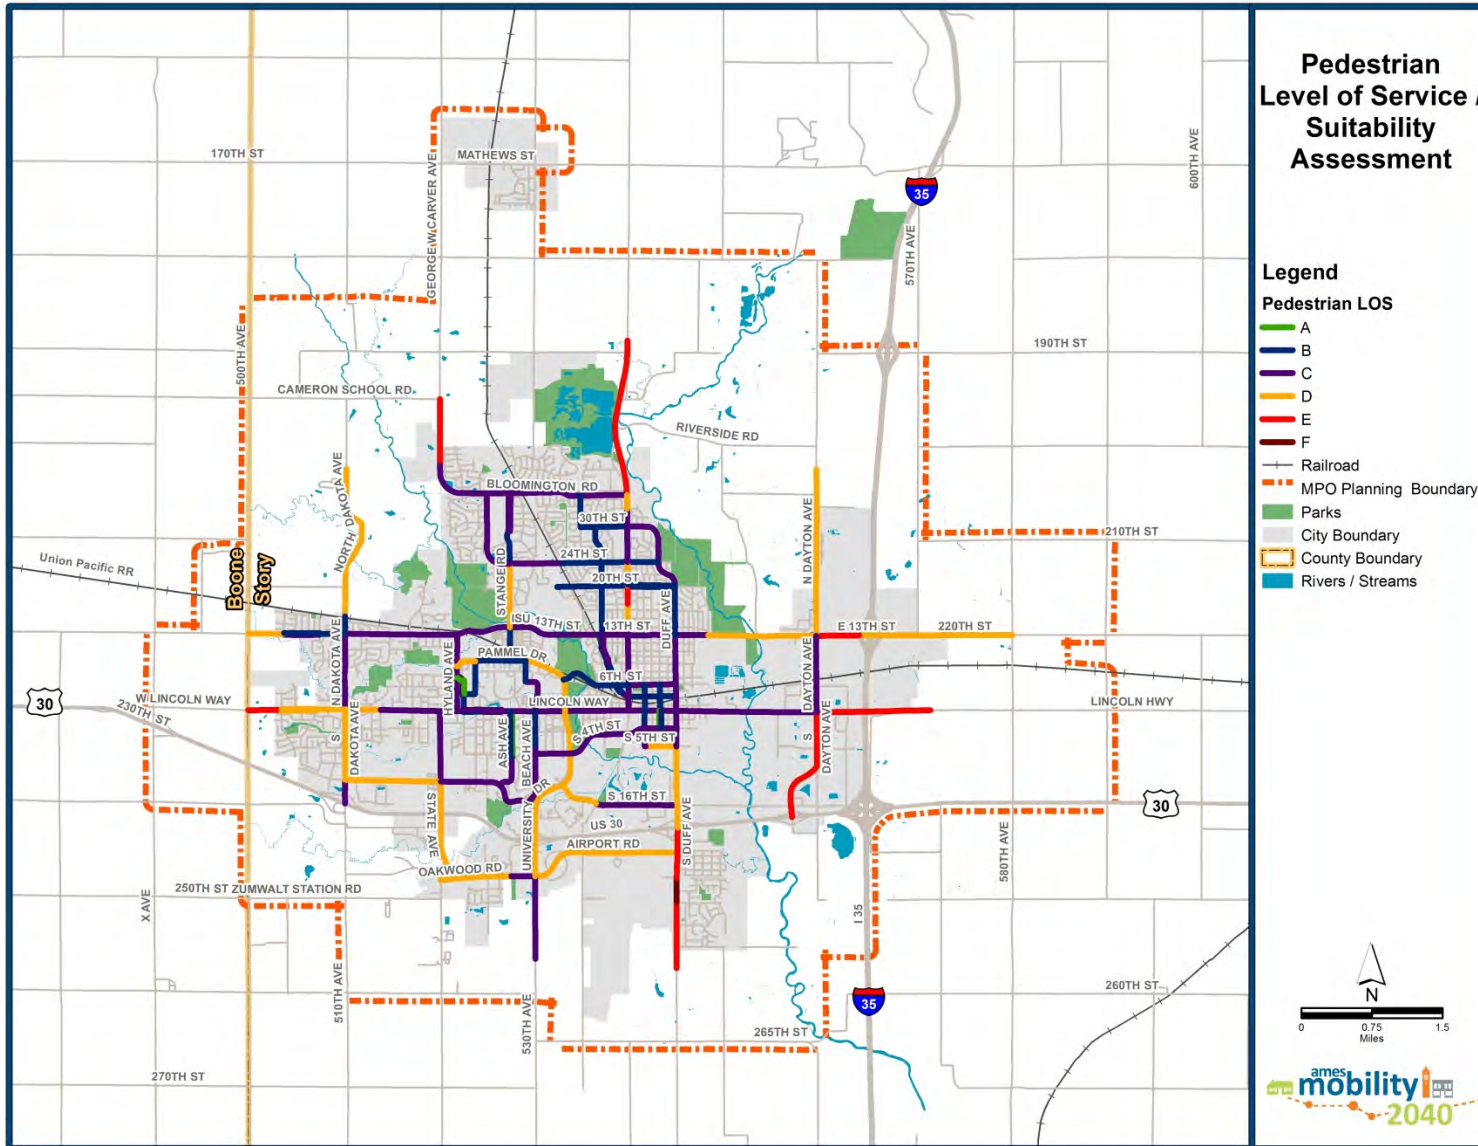 Pedestrian
Level of Service /
Suitability
Assessment
Legend
Pedestrian LOS
A
B
C
D
E
F
Railroad
MPO Planning Boundary
Parks
City Boundary
County Boundary
Rivers / Streams
N
0 0.75 1.5
Miles
ames
mobility
2040
170TH ST
MATHEWS ST
GEORGE W CARVER AVE
600TH AVE
35
570TH AVE
500TH AVE
190TH ST
CAMERON SCHOOL RD
RIVERSIDE RD
BLOOMINGTON RD
NORTH DAKOTA AVE
30TH ST
24TH ST
20TH ST
STANGE RD
N DAYTON AVE
210TH ST
Union Pacific RR
Boone
Story
ISU 13TH ST
13TH ST
DUFF AVE
E 13TH ST
220TH ST
N DAKOTA AVE
HYLAND AVE
PAMMEL DR
6TH ST
DAYTON AVE
30
W LINCOLN WAY
LINCOLN WAY
LINCOLN HWY
230TH ST
S DAKOTA AVE
ASH AVE
BEACH AVE
S 4TH ST
S 5TH ST
S DAYTON AVE
STATE AVE
UNIVERSITY DR
S 16TH ST
US 30
30
AIRPORT RD
S DUFF AVE
OAKWOOD RD
UNIVERSITY AVE
580TH AVE
250TH ST ZUMWALT STATION RD
X AVE
I 35
510TH AVE
530TH AVE
35
260TH ST
265TH ST
270TH ST